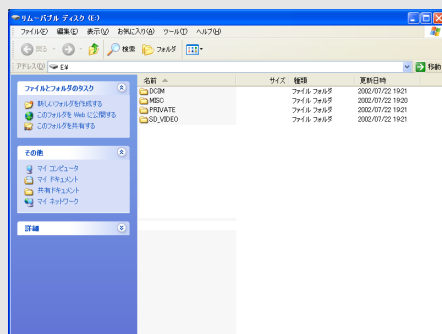 リムーバブル ディスク (E:)
ファイル(F) 編集(E) 表示(V) お気に入り(A) ツール(T) ヘルプ(H)
戻る 検索 フォルダ
アドレス(D) E¥ 移動
名前 サイズ 種類 更新日時
DCIM ファイル フォルダ 2002/07/22 19:21
MISC ファイル フォルダ 2002/07/22 19:20
PRIVATE ファイル フォルダ 2002/07/22 19:21
SD_VIDEO ファイル フォルダ 2002/07/22 19:21
ファイルとフォルダのタスク
新しいフォルダを作成する
このフォルダを Web に公開する
このフォルダを共有する
その他
マイ コンピュータ
マイ ドキュメント
共有ドキュメント
マイ ネットワーク
詳細